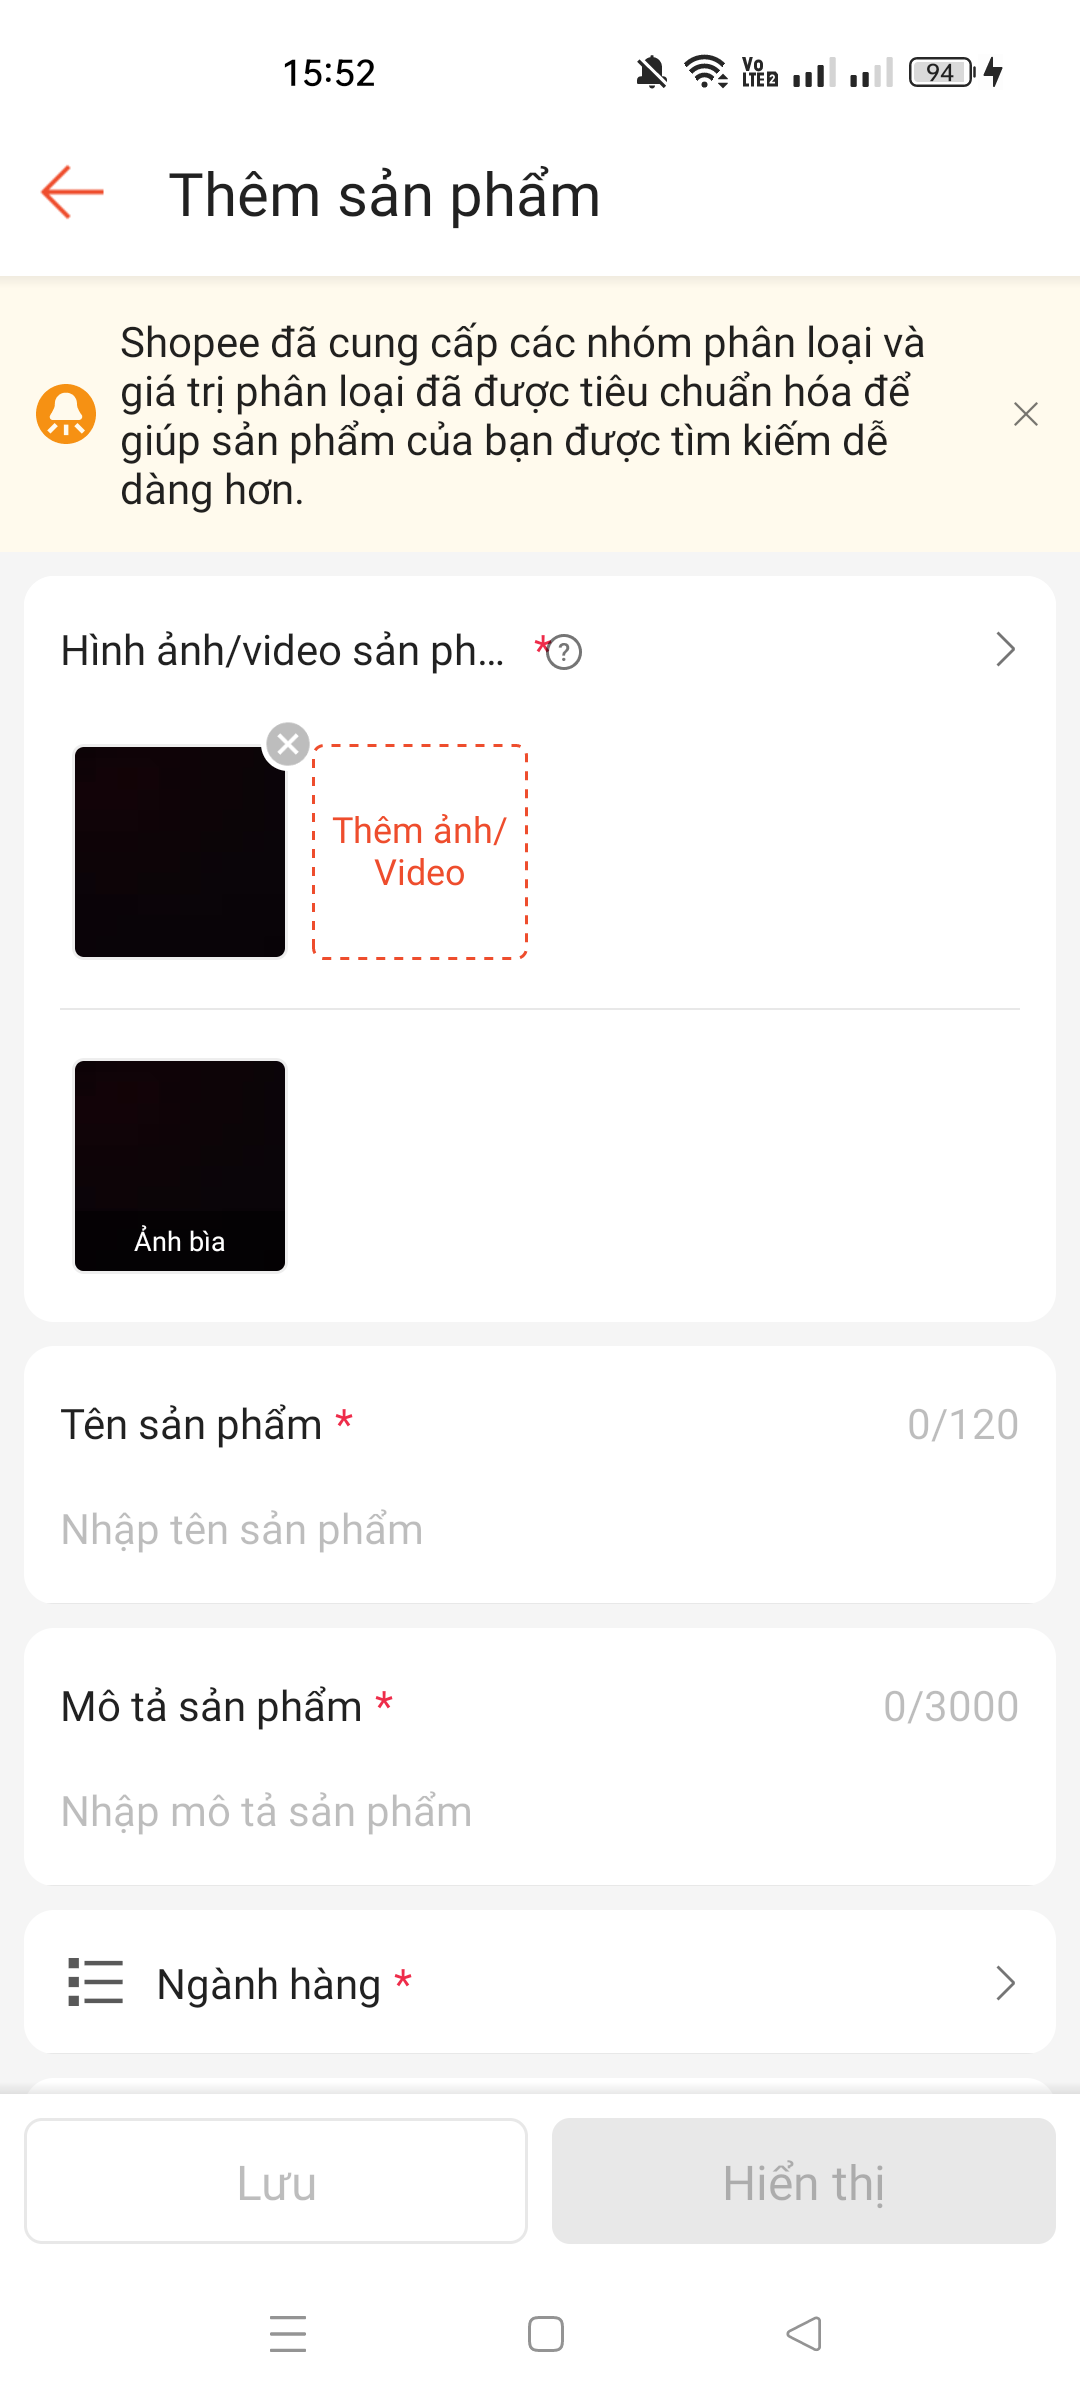 15:52
Vo
LTE 2
94
Thêm sản phẩm
Shopee đã cung cấp các nhóm phân loại và
giá trị phân loại đã được tiêu chuẩn hóa để
giúp sản phẩm của bạn được tìm kiếm dễ
dàng hơn.
Hình ảnh/video sản ph... *?
Thêm ảnh/
Video
Ảnh bìa
Tên sản phẩm *
0/120
Nhập tên sản phẩm
Mô tả sản phẩm *
0/3000
Nhập mô tả sản phẩm
Ngành hàng *
Lưu
Hiển thị